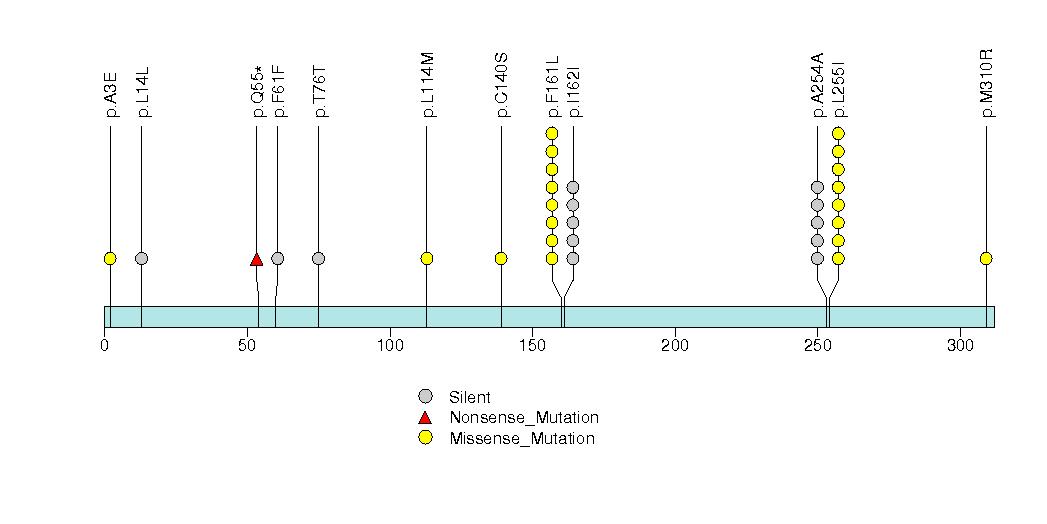 p.A3E
p.L14L
p.Q55*
p.F61F
p.T76T
p.L114M
p.C140S
p.F161L
p.I162I
p.A254A
p.L255I
p.M310R
0 50 100 150 200 250 300
Silent
Nonsense_Mutation
Missense_Mutation